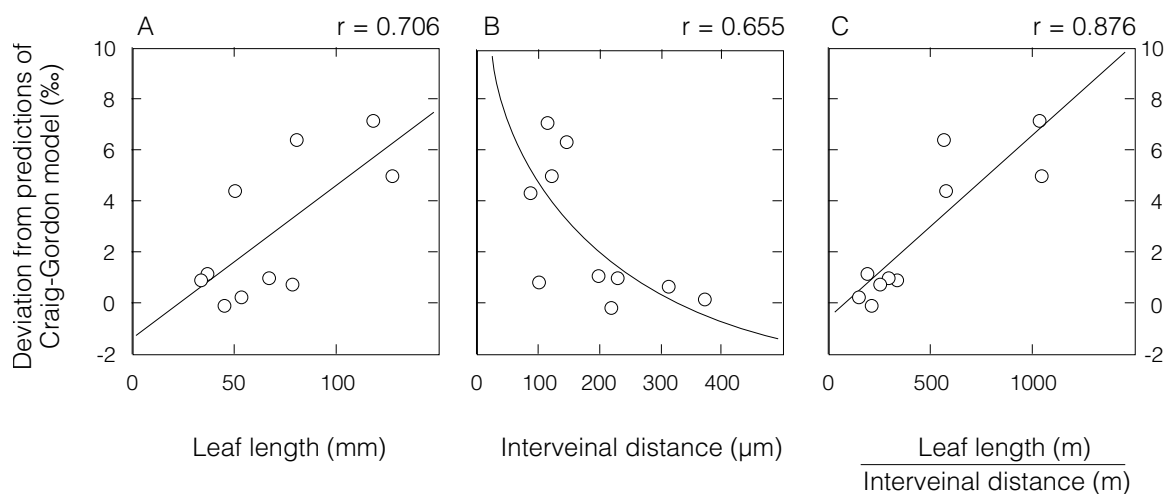 A
r = 0.706
B
r = 0.655
C
r = 0.876
Deviation from predictions of
Craig-Gordon model (‰)
10
8
6
4
2
0
-2
10
8
6
4
2
0
-2
0 50 100
0 100 200 300 400
0 500 1000
Leaf length (mm)
Interveinal distance (µm)
Leaf length (m)
Interveinal distance (m)